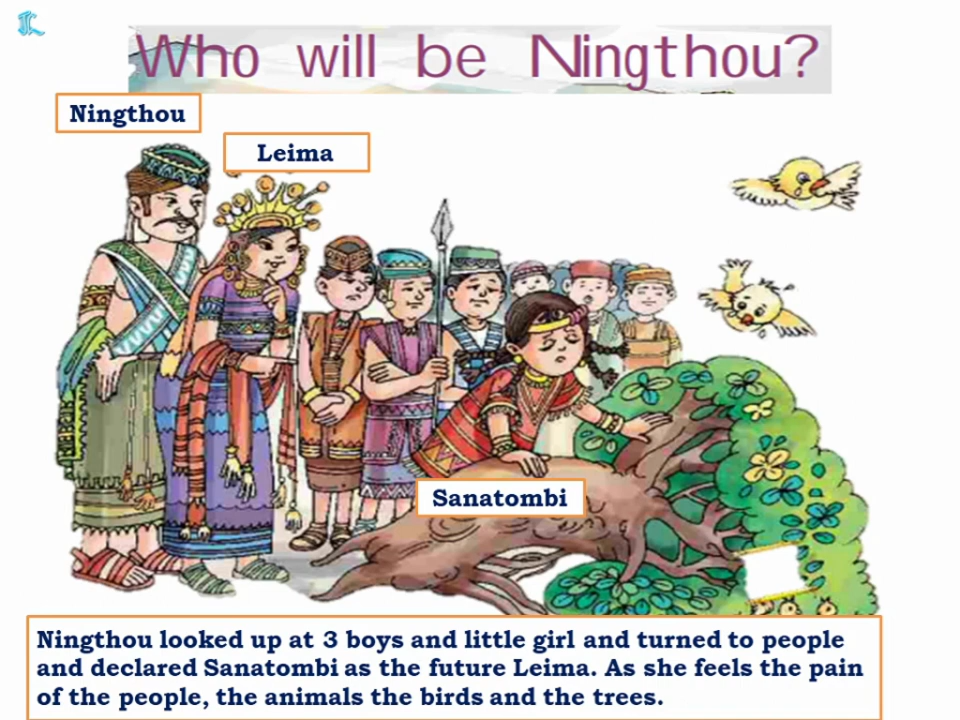 Who will be Ningthou?
Ningthou
Leima
Sanatombi
Ningthou looked up at 3 boys and little girl and turned to people
and declared Sanatombi as the future Leima. As she feels the pain
of the people, the animals the birds and the trees.